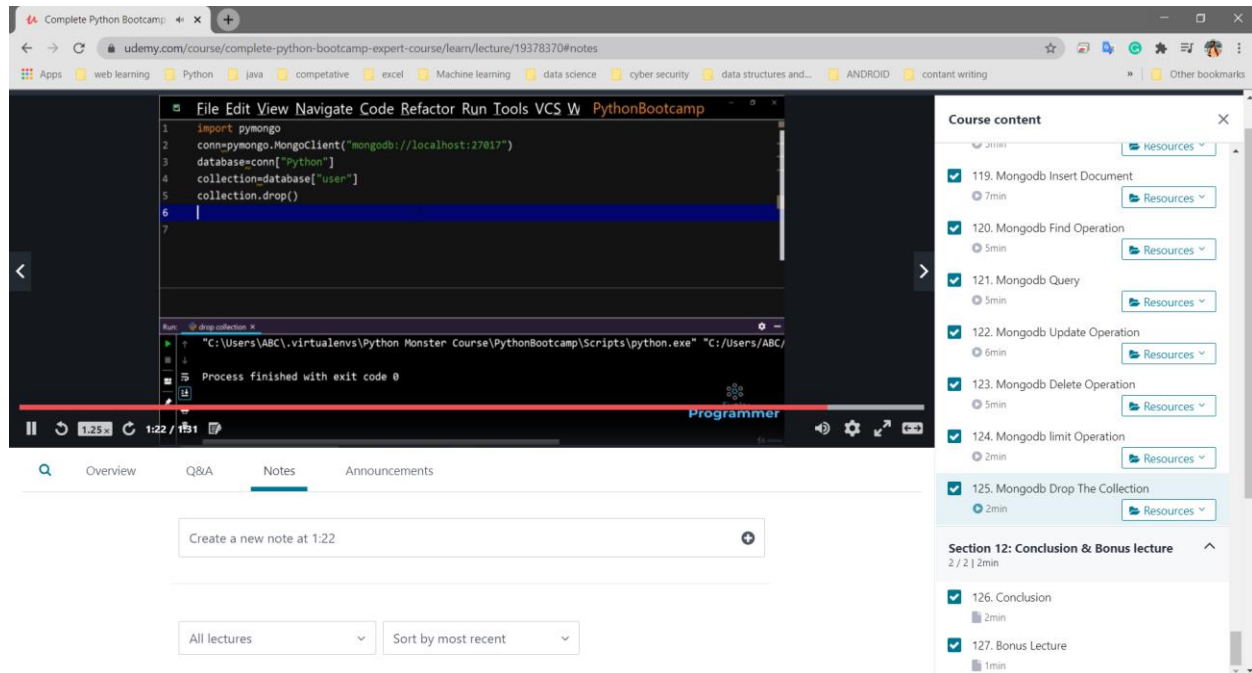 Complete Python Bootcamp
udemy.com/course/complete-python-bootcamp-expert-course/learn/lecture/19378370#notes
Apps web learning Python java competative excel Machine learning data science cyber security data structures and... ANDROID contant writing » Other bookmarks
File Edit View Navigate Code Refactor Run Tools VCS W PythonBootcamp
1 import pymongo
2 conn=pymongo.MongoClient("mongodb://localhost:27017")
3 database=conn["Python"]
4 collection=database["user"]
5 collection.drop()
6
7
Run: drop collection ×
"C:\Users\ABC\.virtualenvs\Python Monster Course\PythonBootcamp\Scripts\python.exe" "C:/Users/ABC/
Process finished with exit code 0
Programmer
1.25x 1:22 / 1:31
Overview Q&A Notes Announcements
Create a new note at 1:22
All lectures Sort by most recent
Course content
Resources
119. Mongodb Insert Document
7min Resources
120. Mongodb Find Operation
5min Resources
121. Mongodb Query
5min Resources
122. Mongodb Update Operation
6min Resources
123. Mongodb Delete Operation
5min Resources
124. Mongodb limit Operation
2min Resources
125. Mongodb Drop The Collection
2min Resources
Section 12: Conclusion & Bonus lecture
2 / 2 | 2min
126. Conclusion
2min
127. Bonus Lecture
1min